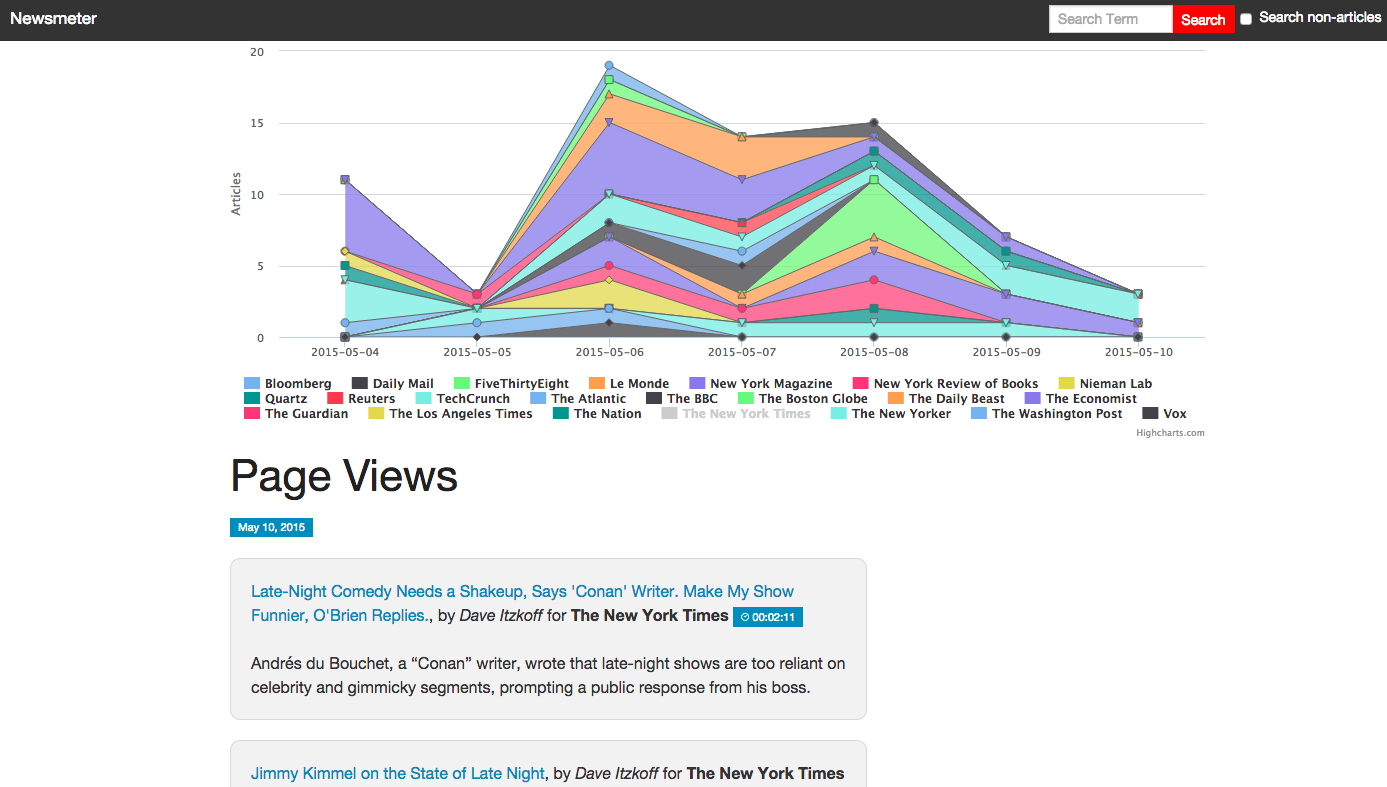 Newsmeter
Search Term Search Search non-articles
20
15
10
5
0
Articles
2015-05-04 2015-05-05 2015-05-06 2015-05-07 2015-05-08 2015-05-09 2015-05-10
Bloomberg Daily Mail FiveThirtyEight Le Monde New York Magazine New York Review of Books Nieman Lab
Quartz Reuters TechCrunch The Atlantic The BBC The Boston Globe The Daily Beast The Economist
The Guardian The Los Angeles Times The Nation The New York Times The New Yorker The Washington Post Vox
Highcharts.com
Page Views
May 10, 2015
Late-Night Comedy Needs a Shakeup, Says 'Conan' Writer. Make My Show
Funnier, O'Brien Replies., by Dave Itzkoff for The New York Times 00:02:11
Andrés du Bouchet, a “Conan” writer, wrote that late-night shows are too reliant on
celebrity and gimmicky segments, prompting a public response from his boss.
Jimmy Kimmel on the State of Late Night, by Dave Itzkoff for The New York Times